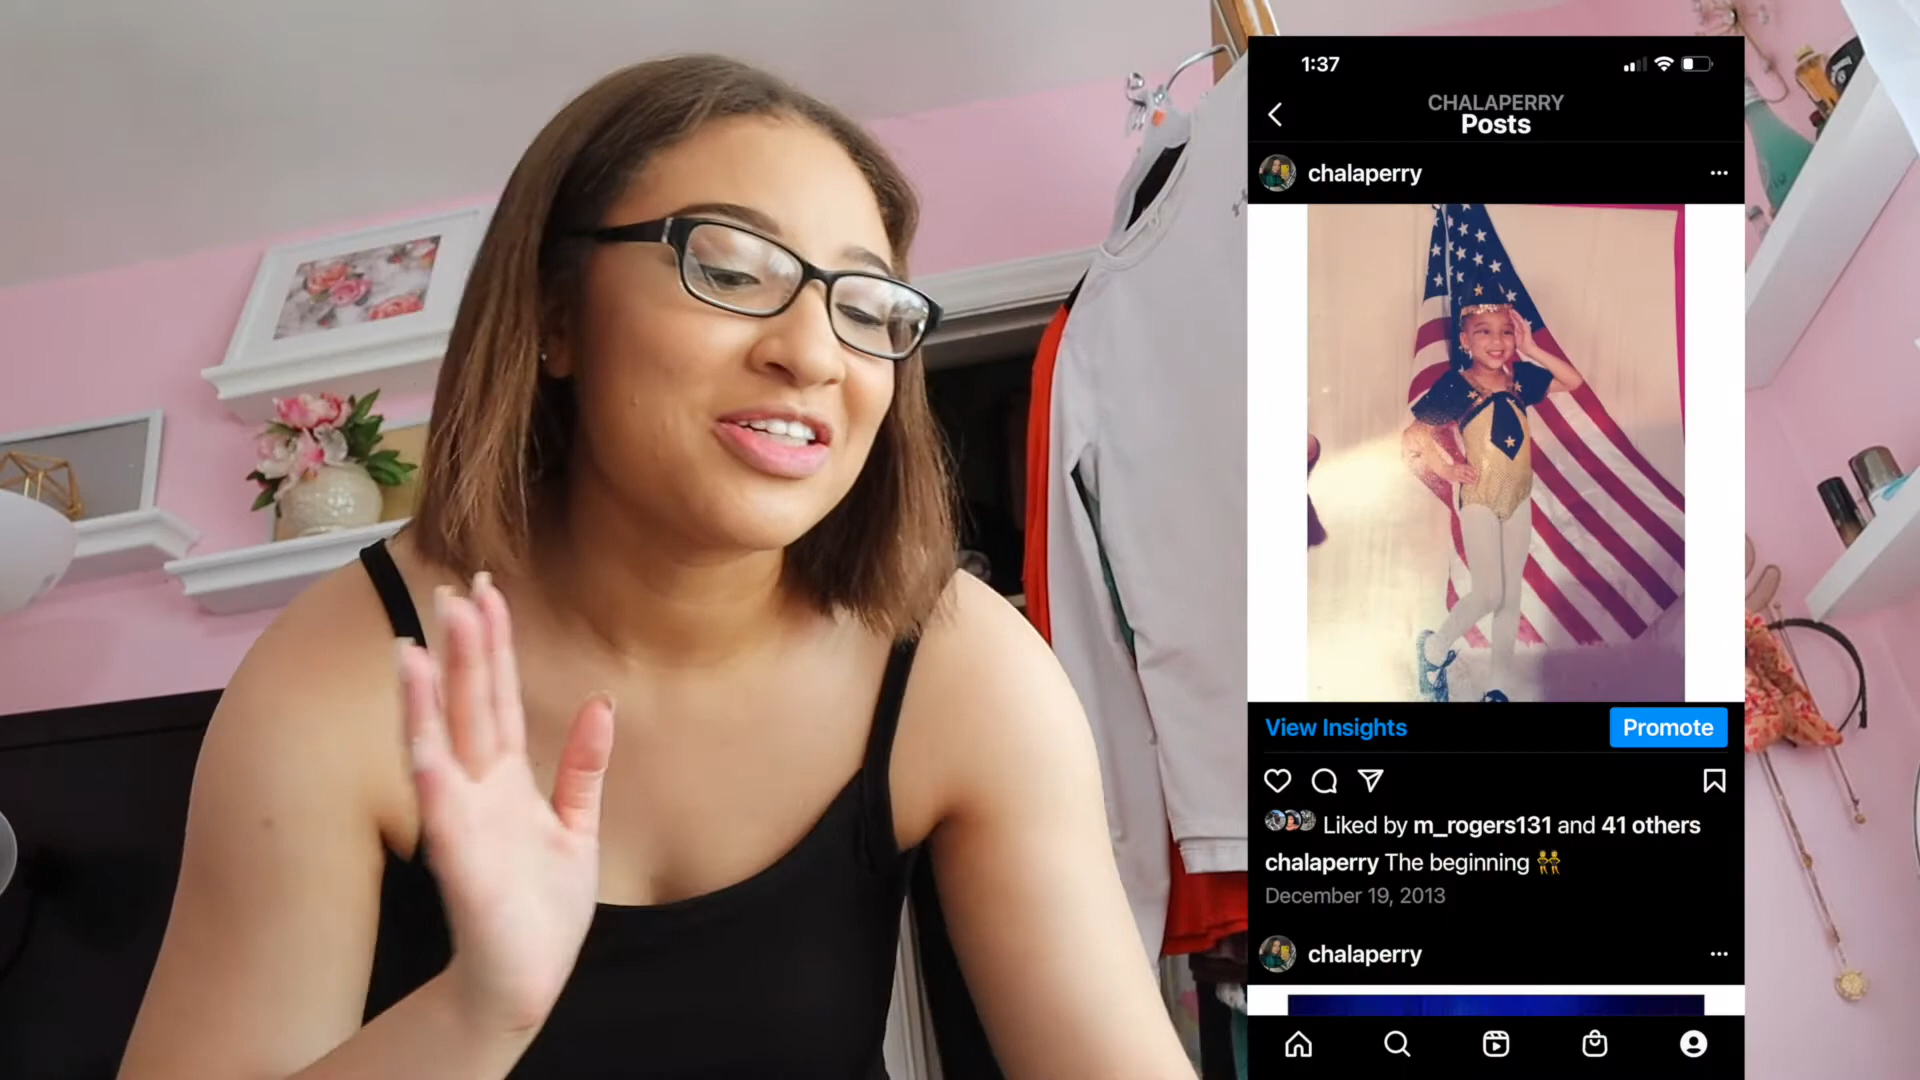 1:37
CHALAPERRY
Posts
chalaperry
View Insights
Promote
Liked by m_rogers131 and 41 others
chalaperry The beginning 👯
December 19, 2013
chalaperry